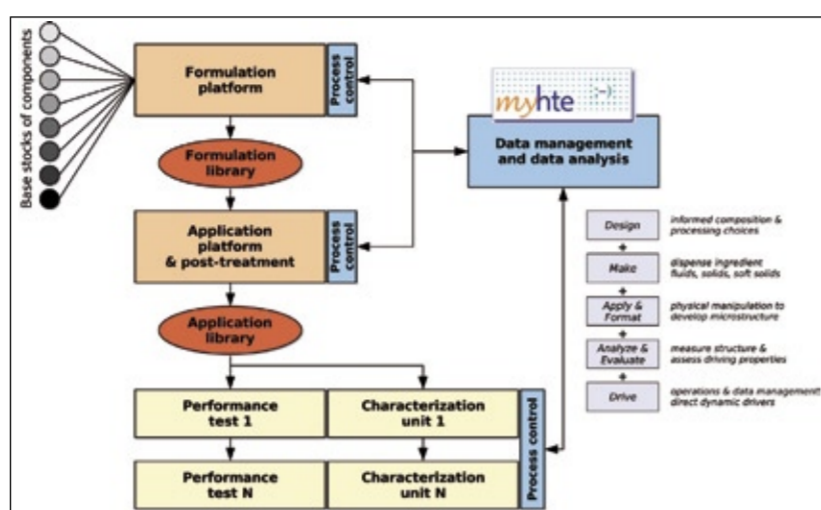 Base stocks of components
Formulation
platform
Process
control
myhte :-)
Data management
and data analysis
Formulation
library
Application
platform
& post-treatment
Process
control
Application
library
Performance
test 1
Characterization
unit 1
Performance
test N
Characterization
unit N
Process control
Design
informed composition &
processing choices
+
Make
dispense ingredient
fluids, solids, soft solids
+
Apply &
Format
physical manipulation to
develop microstructure
+
Analyze &
Evaluate
measure structure &
assess driving properties
+
Drive
operations & data management:
direct dynamic drivers